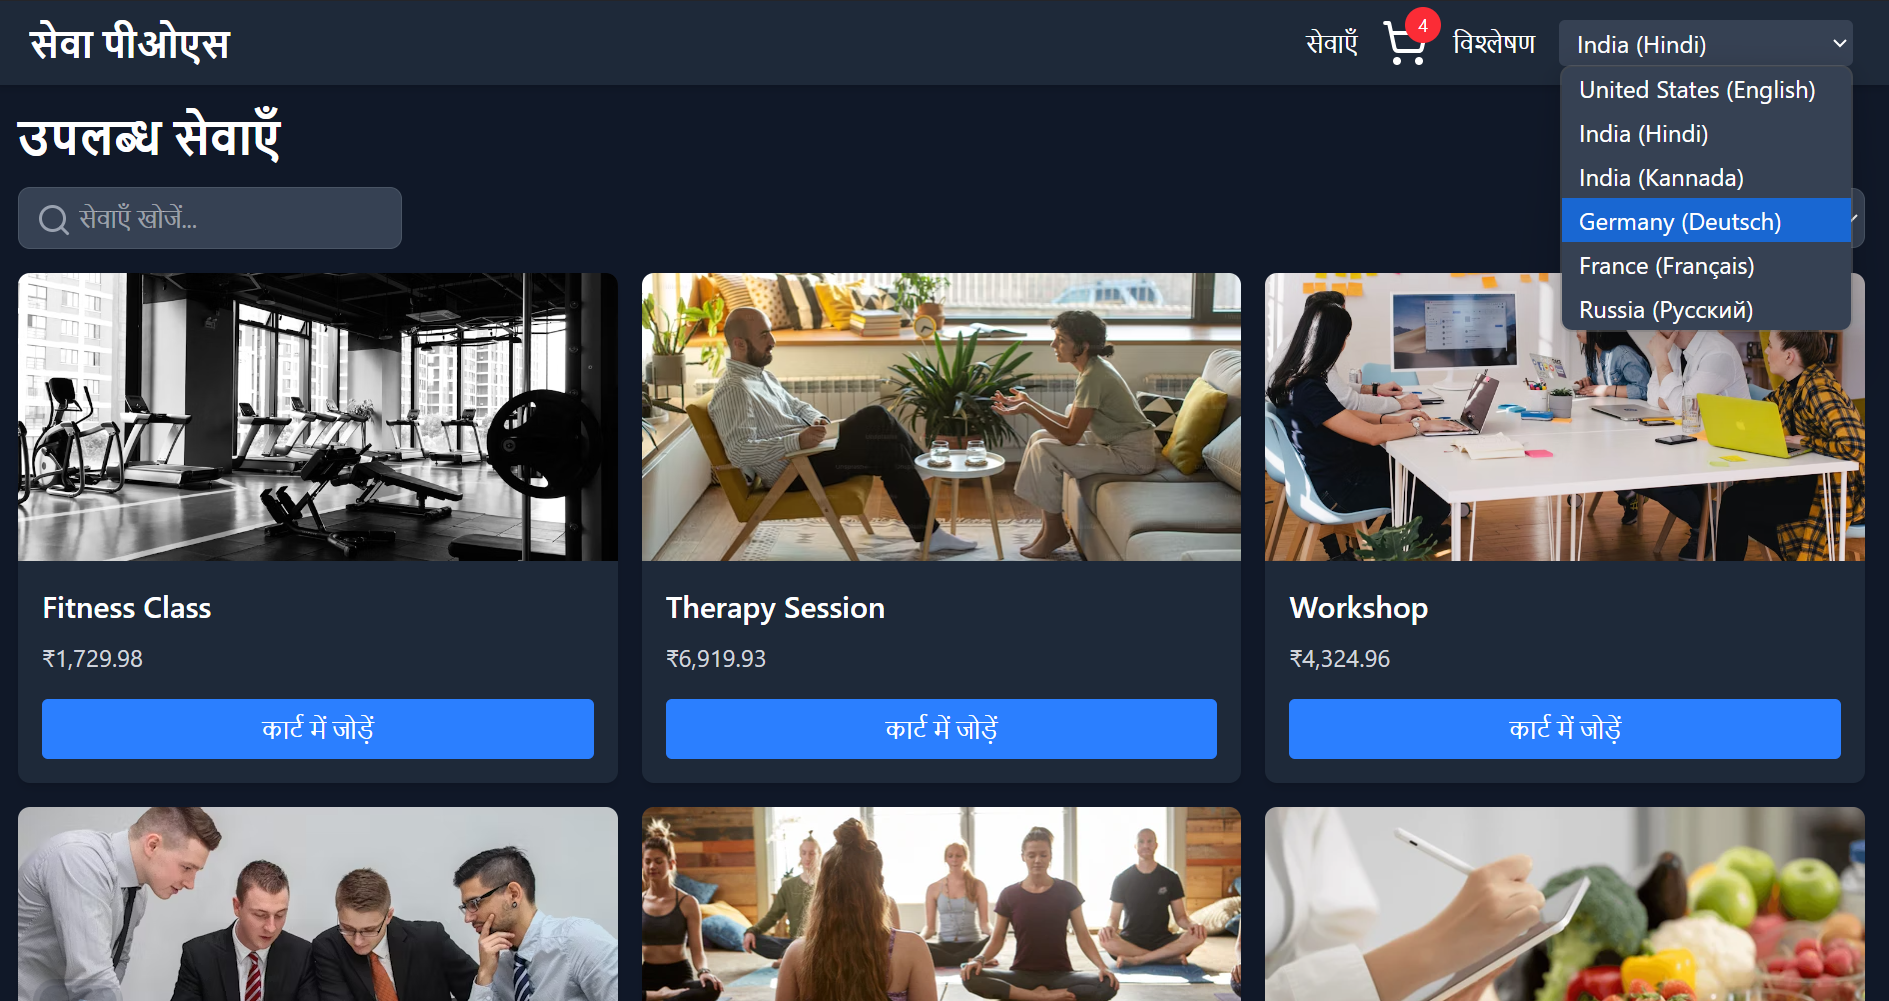 सेवा पीओएस
सेवाएँ
4
विश्लेषण
India (Hindi)
United States (English)
India (Hindi)
India (Kannada)
Germany (Deutsch)
France (Français)
Russia (Русский)
उपलब्ध सेवाएँ
सेवाएँ खोजें...
Fitness Class
₹1,729.98
कार्ट में जोड़ें
Therapy Session
₹6,919.93
कार्ट में जोड़ें
Workshop
₹4,324.96
कार्ट में जोड़ें